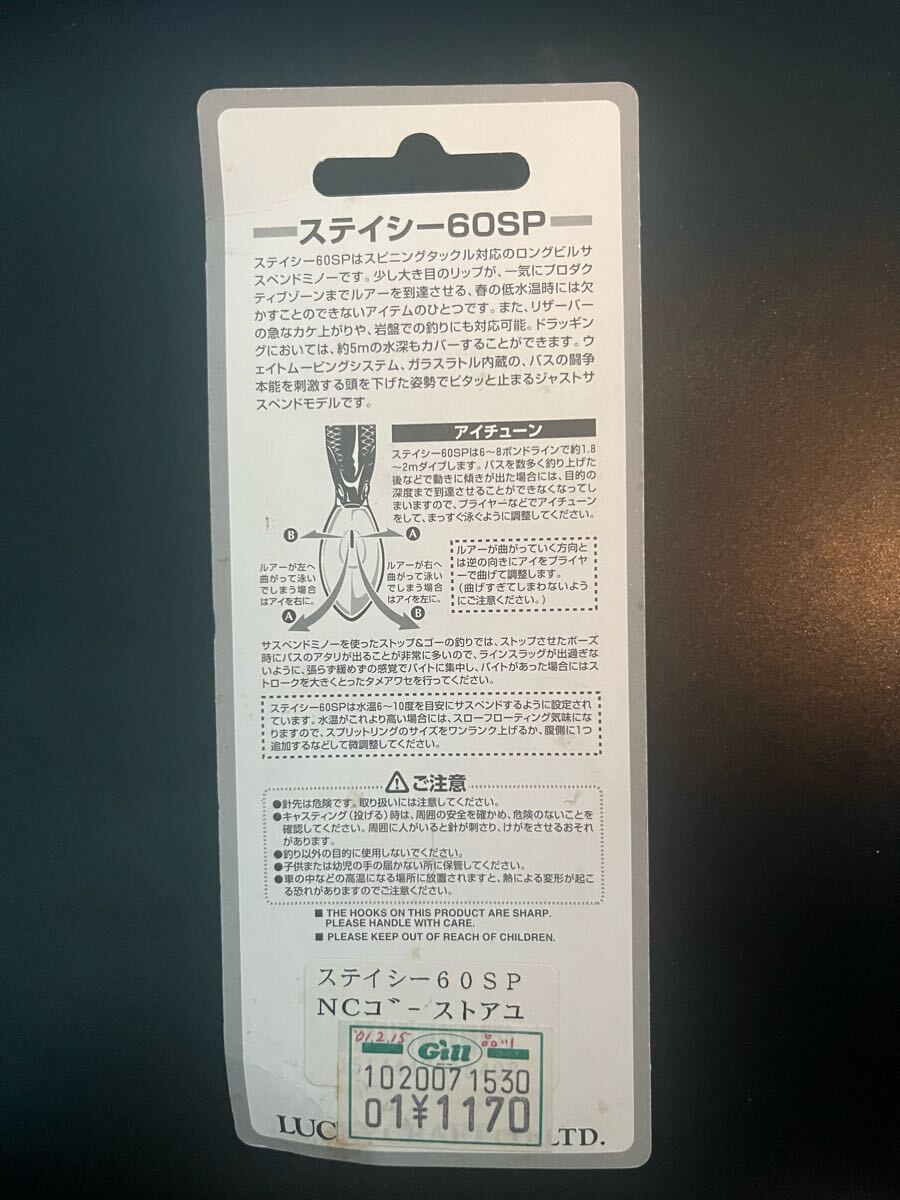 ステイシー60SP
ステイシー60SPはスピニングタックル対応のロングビルサ
スペンドミノーです。少し大き目のリップが、一気にプロダク
ティブゾーンまでルアーを到達させる、春の低水温時には欠
かすことのできないアイテムのひとつです。また、リザーバー
の急なカケ上がりや、岩盤での釣りにも対応可能。ドラッギン
グにおいては、約5mの水深もカバーすることができます。ウ
ェイトムービングシステム、ガラスラトル内蔵の、バスの闘争
本能を刺激する頭を下げた姿勢でピタッと止まるジャストサ
スペンドモデルです。
アイチューン
ステイシー60SPは6〜8ポンドラインで約1.8
〜2mダイブします。バスを数多く釣り上げた
後などで動きに傾きが出た場合には、目的の
深度まで到達させることができなくなってし
まいますので、プライヤーなどでアイチューン
をして、まっすぐ泳ぐように調整してください。
B
A
ルアーが左へ
曲がって泳い
でしまう場合
はアイを右に。
A
ルアーが右へ
曲がって泳い
でしまう場合
はアイを左に。
B
ルアーが曲がっていく方向と
は逆の向きにアイをプライヤ
ーで曲げて調整します。
(曲げすぎてしまわないよう
にご注意ください。)
サスペンドミノーを使ったストップ&ゴーの釣りでは、ストップさせたポーズ
時にバスのアタリが出ることが非常に多いので、ラインスラッグが出過ぎな
いように、張らず緩めずの感覚でバイトに集中し、バイトがあった場合にはス
トロークを大きくとったタメアワセを行ってください。
ステイシー60SPは水温6〜10度を目安にサスペンドするように設定され
ています。水温がこれより高い場合には、スローフローティング気味にな
りますので、スプリットリングのサイズをワンランク上げるか、腹側に1つ
追加するなどして微調整してください。
ご注意
●針先は危険です。取り扱いには注意してください。
●キャスティング(投げる)時は、周囲の安全を確かめ、危険のないことを
確認してください。周囲に人がいると針が刺さり、けがをさせるおそれ
があります。
●釣り以外の目的に使用しないでください。
●子供または幼児の手の届かない所に保管してください。
●車の中などの高温になる場所に放置されますと、熱による変形が起こ
る恐れがありますのでご注意ください。
■ THE HOOKS ON THIS PRODUCT ARE SHARP.
PLEASE HANDLE WITH CARE.
■ PLEASE KEEP OUT OF REACH OF CHILDREN.
ステイシー60SP
NCゴーストアユ
'01.2.15 Gill
1020071530
01¥1170
LUC LTD.